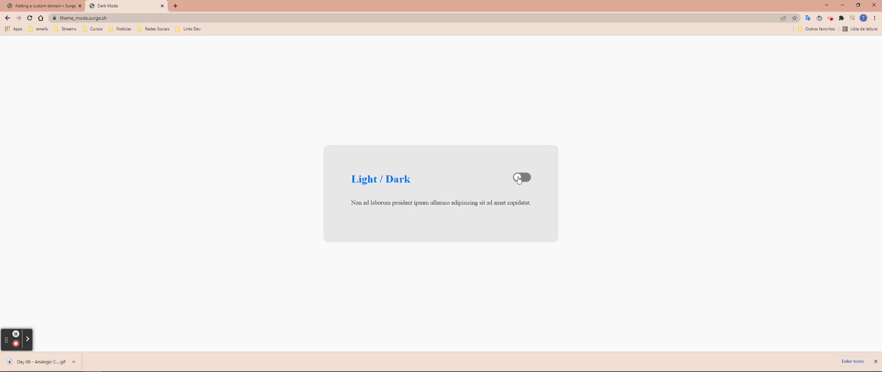 Adding a custom domain • Surge
Dark Mode
theme_mode.surge.sh
Apps
emails
Streams
Cursos
Notícias
Redes Sociais
Links Dev
Outros favoritos
Lista de leitura
Light / Dark
Non ad laborum proident ipsum ullamco adipisicing sit ad amet cupidatat.
Day 08 - Analogic C....gif
Exibir todos